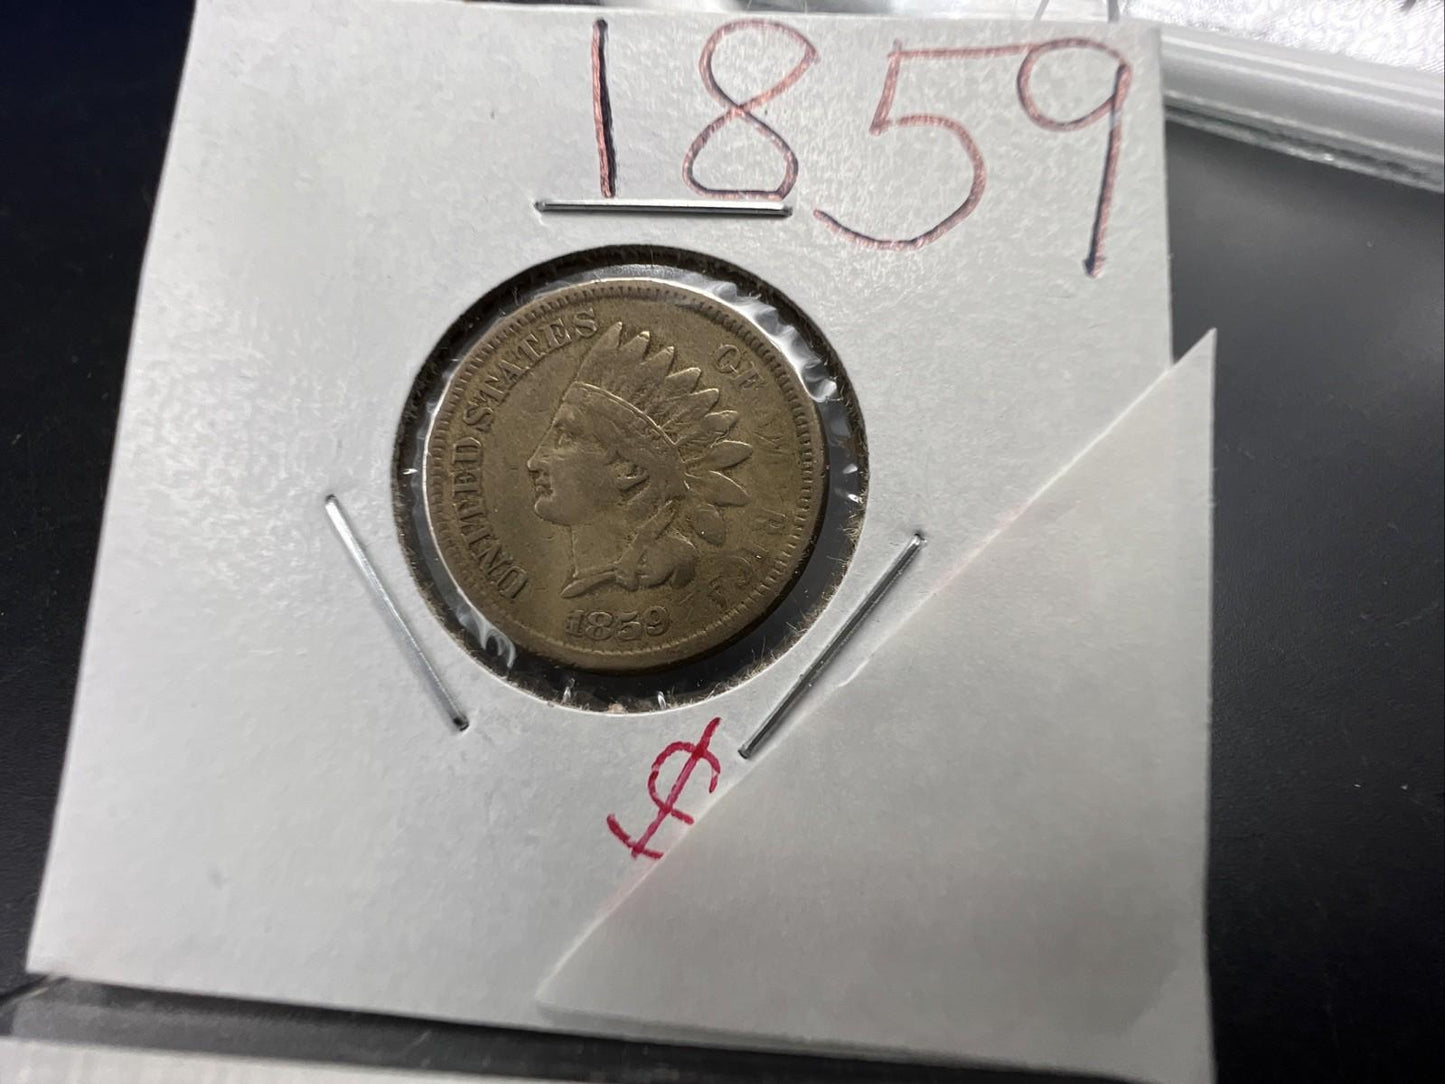 1859
UNITED STATES OF AMERICA
1859
$